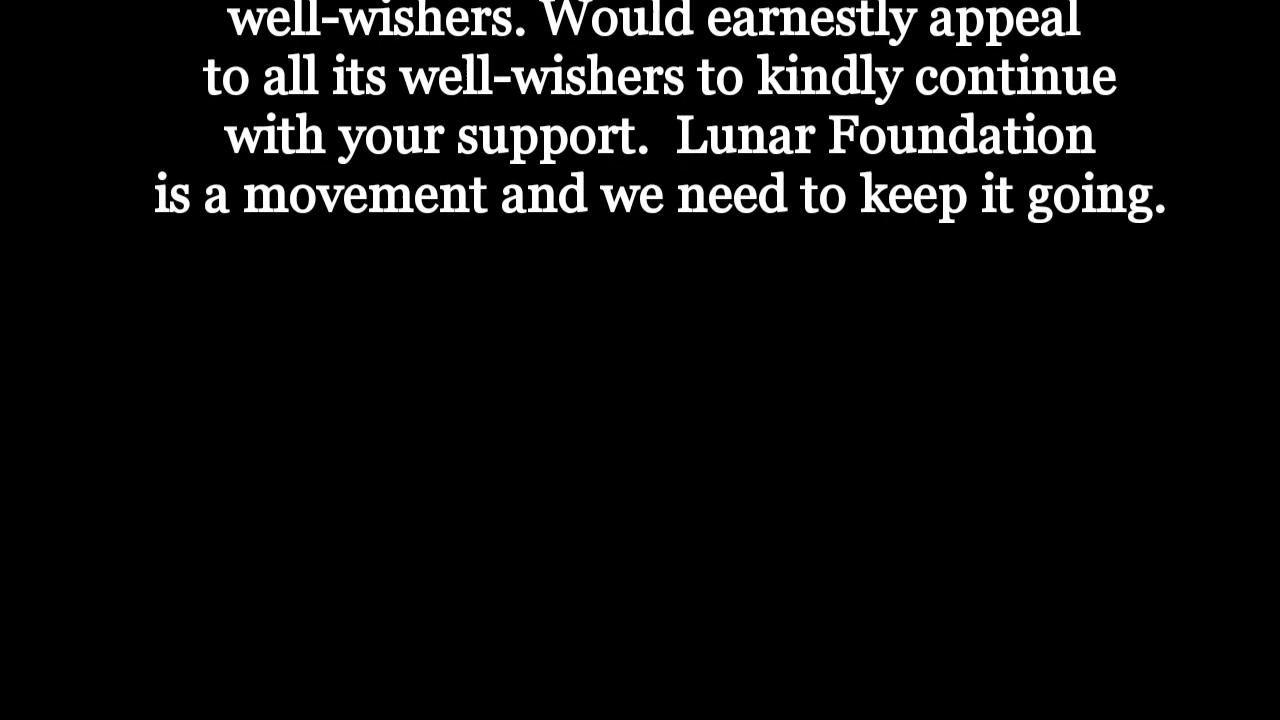 well-wishers. Would earnestly appeal
to all its well-wishers to kindly continue
with your support.  Lunar Foundation
is a movement and we need to keep it going.